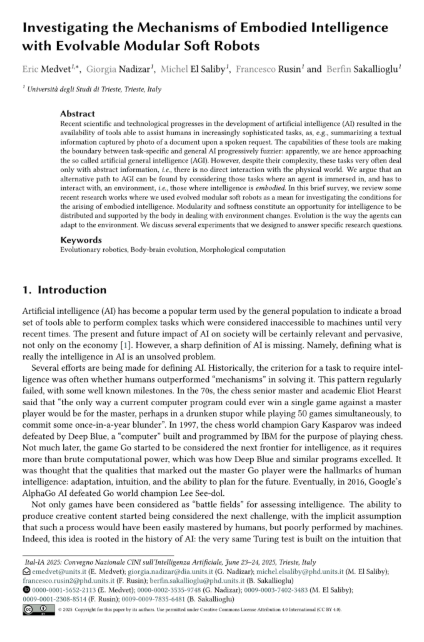 Investigating the Mechanisms of Embodied Intelligence
with Evolvable Modular Soft Robots
Eric Medvet1,*, Giorgia Nadizar1, Michel El Saliby1, Francesco Rusin1 and Berfin Sakallioglu1
1 Università degli Studi di Trieste, Trieste, Italy
Abstract
Recent scientific and technological progresses in the development of artificial intelligence (AI) resulted in the
availability of tools able to assist humans in increasingly sophisticated tasks, as, e.g., summarizing a textual
information captured by photo of a document upon a spoken request. The capabilities of these tools are making
the boundary between task-specific and general AI progressively fuzzier: apparently, we are hence approaching
the so called artificial general intelligence (AGI). However, despite their complexity, these tasks very often deal
only with abstract information, i.e., there is no direct interaction with the physical world. We argue that an
alternative path to AGI can be found by considering those tasks where an agent is immersed in, and has to
interact with, an environment, i.e., those where intelligence is embodied. In this brief survey, we review some
recent research works where we used evolved modular soft robots as a mean for investigating the conditions for
the arising of embodied intelligence. Modularity and softness constitute an opportunity for intelligence to be
distributed and supported by the body in dealing with environment changes. Evolution is the way the agents can
adapt to the environment. We discuss several experiments that we designed to answer specific research questions.
Keywords
Evolutionary robotics, Body-brain evolution, Morphological computation
1. Introduction
Artificial intelligence (AI) has become a popular term used by the general population to indicate a broad
set of tools able to perform complex tasks which were considered inaccessible to machines until very
recent times. The present and future impact of AI on society will be certainly relevant and pervasive,
not only on the economy [1]. However, a sharp definition of AI is missing. Namely, defining what is
really the intelligence in AI is an unsolved problem.
Several efforts are being made for defining AI. Historically, the criterion for a task to require intel-
ligence was often whether humans outperformed “mechanisms” in solving it. This pattern regularly
failed, with some well known milestones. In the 70s, the chess senior master and academic Eliot Hearst
said that “the only way a current computer program could ever win a single game against a master
player would be for the master, perhaps in a drunken stupor while playing 50 games simultaneously, to
commit some once-in-a-year blunder”. In 1997, the chess world champion Gary Kasparov was indeed
defeated by Deep Blue, a “computer” built and programmed by IBM for the purpose of playing chess.
Not much later, the game Go started to be considered the next frontier for intelligence, as it requires
more than brute computational power, which was how Deep Blue and similar programs excelled. It
was thought that the qualities that marked out the master Go player were the hallmarks of human
intelligence: adaptation, intuition, and the ability to plan for the future. Eventually, in 2016, Google’s
AlphaGo AI defeated Go world champion Lee See-dol.
Not only games have been considered as “battle fields” for assessing intelligence. The ability to
produce creative content started being considered the next challenge, with the implicit assumption
that such a process would have been easily mastered by humans, but poorly performed by machines.
Indeed, this idea is rooted in the history of AI: the very same Turing test is built on the intuition that
Ital-IA 2025: Convegno Nazionale CINI sull’Intelligenza Artificiale, June 23–24, 2025, Trieste, Italy
emedvet@units.it (E. Medvet); giorgia.nadizar@dia.units.it (G. Nadizar); michel.elsaliby@phd.units.it (M. El Saliby);
francesco.rusin2@phd.units.it (F. Rusin); berfin.sakallioglu@phd.units.it (B. Sakallioglu)
0000-0001-5652-2113 (E. Medvet); 0000-0002-3535-9748 (G. Nadizar); 0009-0003-7402-3483 (M. El Saliby);
0009-0001-2308-8514 (F. Rusin); 0009-0009-7835-6481 (B. Sakallioglu)
© 2025 Copyright for this paper by its authors. Use permitted under Creative Commons License Attribution 4.0 International (CC BY 4.0).